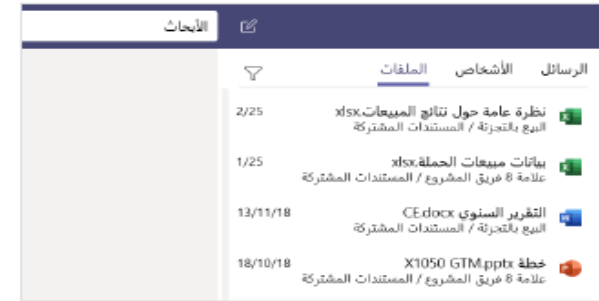 الأبحاث
الرسائل الأشخاص الملفات
نظرة عامة حول نتائج المبيعات.xlsx 2/25
البيع بالتجزئة / المستندات المشتركة
بيانات مبيعات الحملة.xlsx 1/25
علامة 8 فريق المشروع / المستندات المشتركة
التقرير السنوي CE.docx 13/11/18
البيع بالتجزئة / المستندات المشتركة
خطة X1050 GTM.pptx 18/10/18
علامة 8 فريق المشروع / المستندات المشتركة